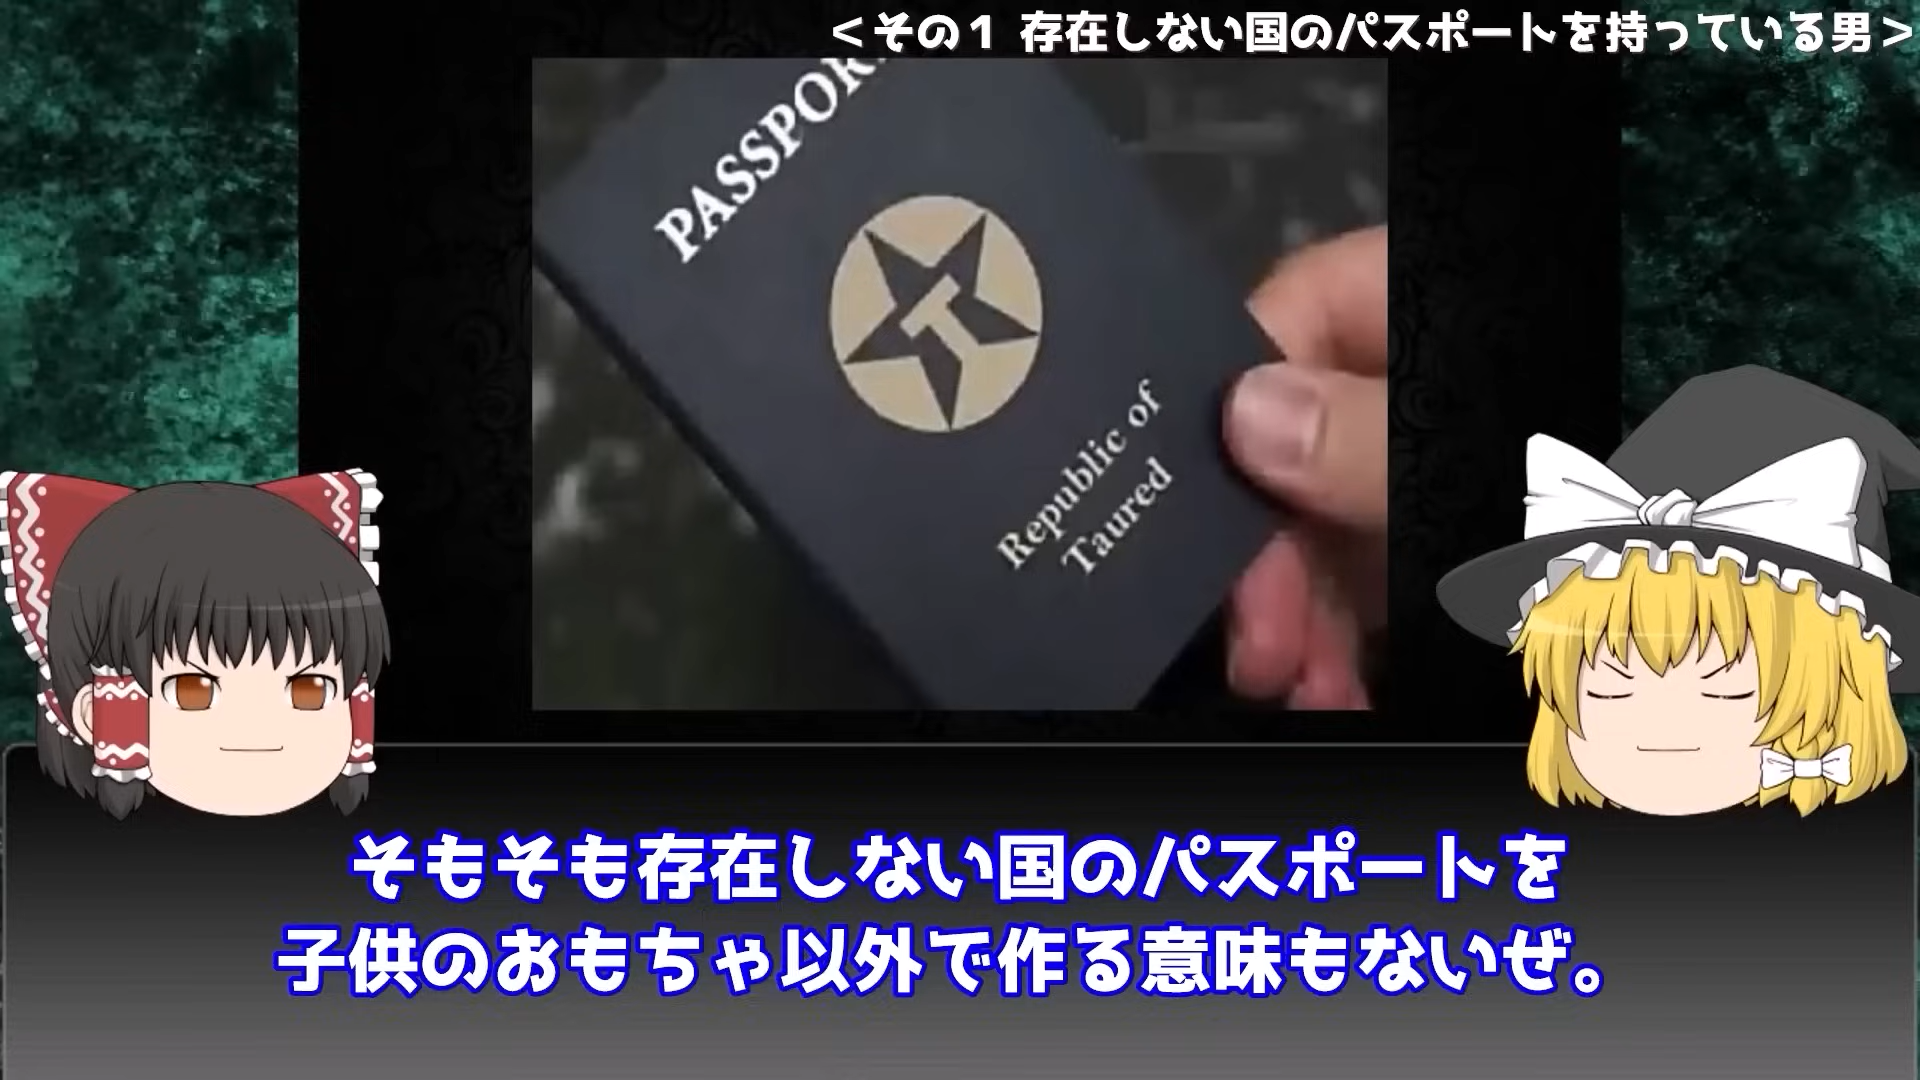 ＜その１ 存在しない国のパスポートを持っている男＞
PASSPOR
Republic of
Taured
そもそも存在しない国のパスポートを
子供のおもちゃ以外で作る意味もないぜ。